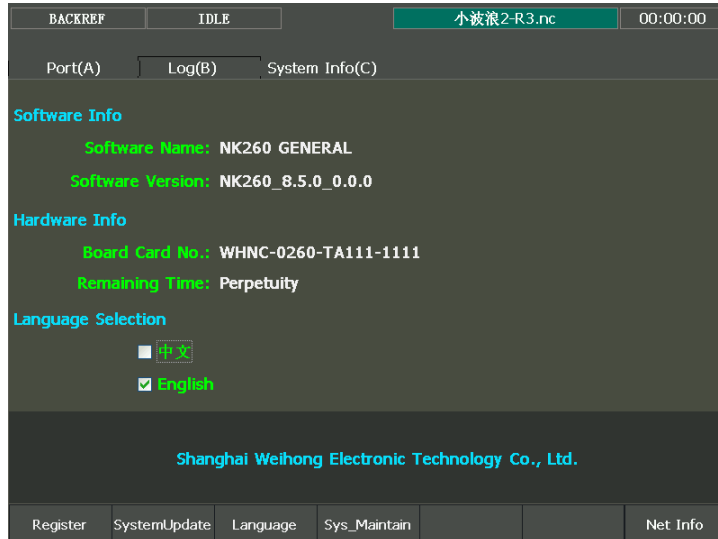 BACKREF IDLE 小波浪2-R3.nc 00:00:00
Port(A) Log(B) System Info(C)
Software Info
Software Name: NK260 GENERAL
Software Version: NK260_8.5.0_0.0.0
Hardware Info
Board Card No.: WHNC-0260-TA111-1111
Remaining Time: Perpetuity
Language Selection
中文
English
Shanghai Weihong Electronic Technology Co., Ltd.
Register SystemUpdate Language Sys_Maintain Net Info